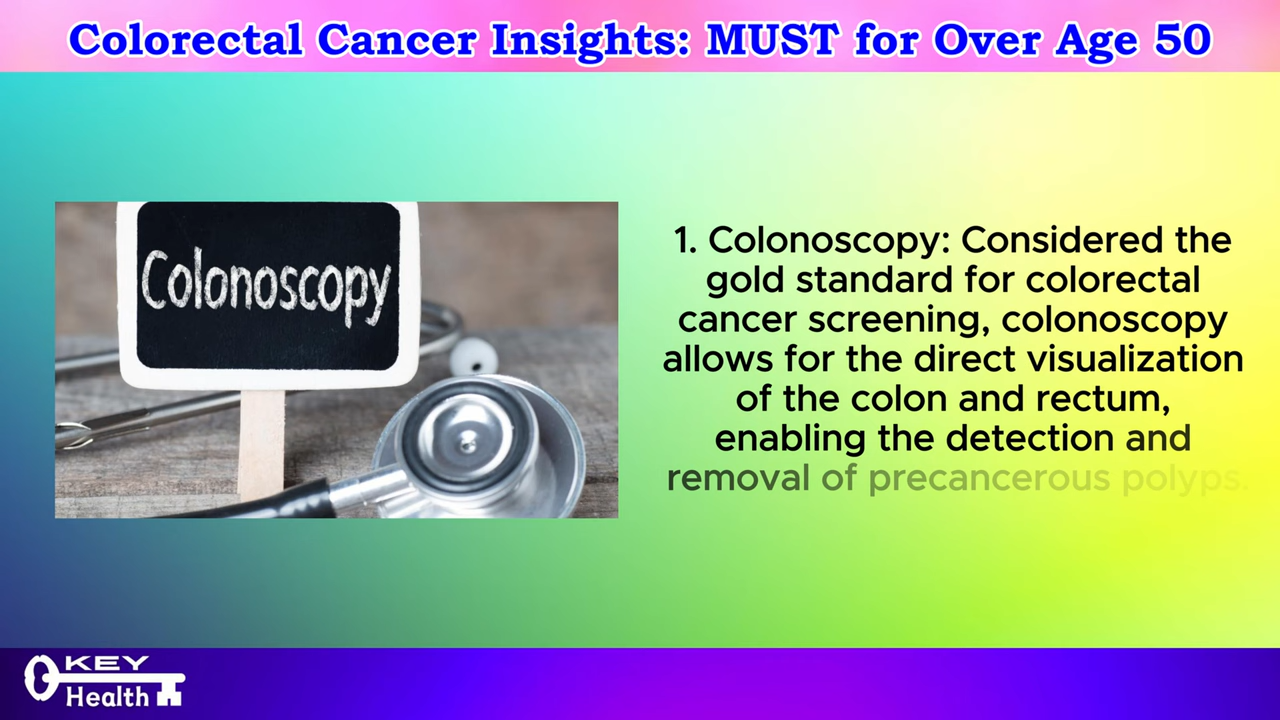 Colorectal Cancer Insights: MUST for Over Age 50
Colonoscopy
1. Colonoscopy: Considered the
gold standard for colorectal
cancer screening, colonoscopy
allows for the direct visualization
of the colon and rectum,
enabling the detection and
removal of precancerous polyps.
KEY
Health